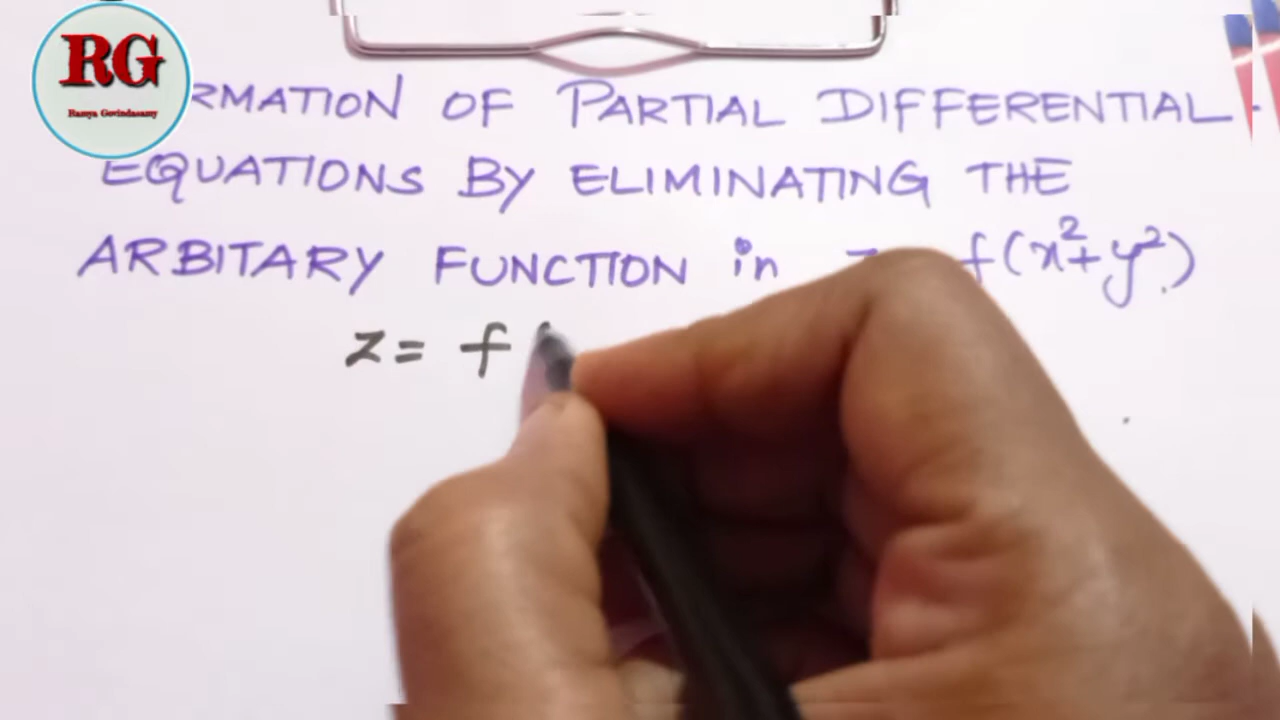 RG
Ramya Govindasamy
RMATION OF PARTIAL DIFFERENTIAL
EQUATIONS BY ELIMINATING THE
ARBITARY FUNCTION in f(x²+y²)
z = f